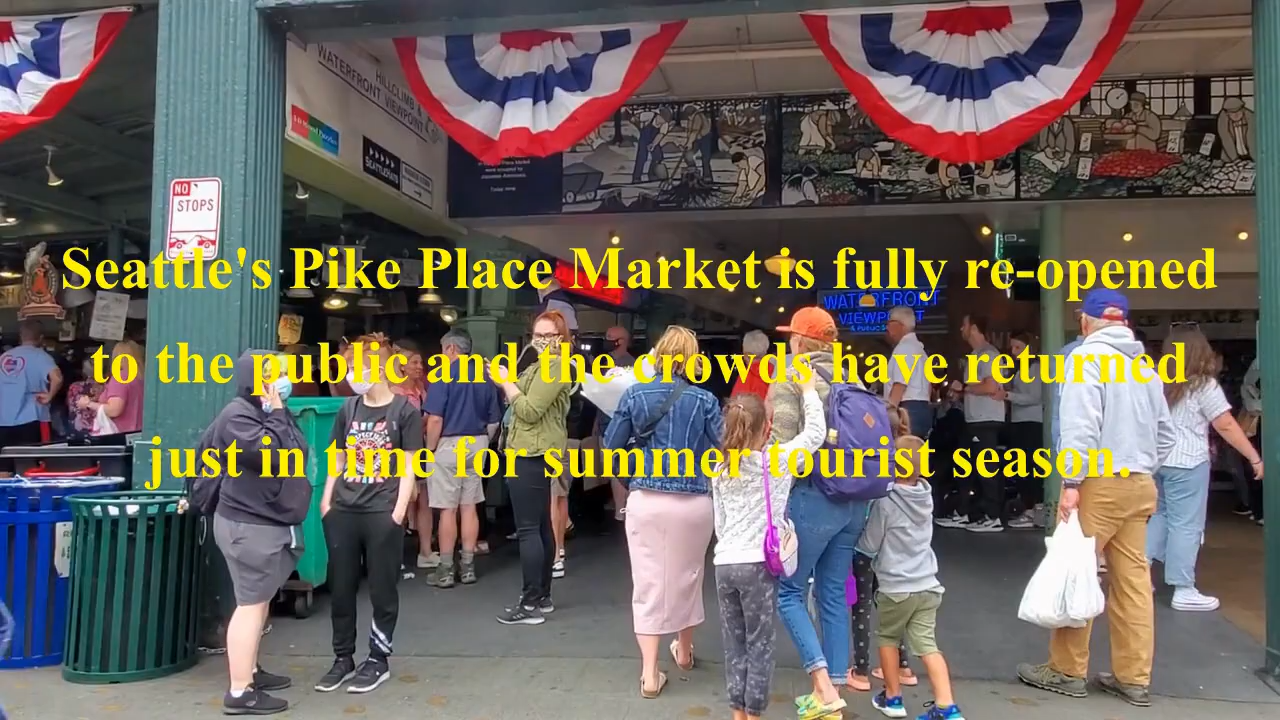 HILLCLIMB &
WATERFRONT VIEWPOINT
NO
STOPS
Seattle's Pike Place Market is fully re-opened
WATERFRONT
VIEWPOINT
to the public and the crowds have returned
just in time for summer tourist season.